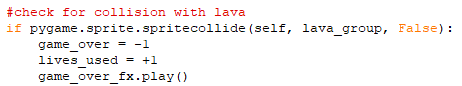 #check for collision with lava
if pygame.sprite.spritecollide(self, lava_group, False):
    game_over = -1
    lives_used = +1
    game_over_fx.play()